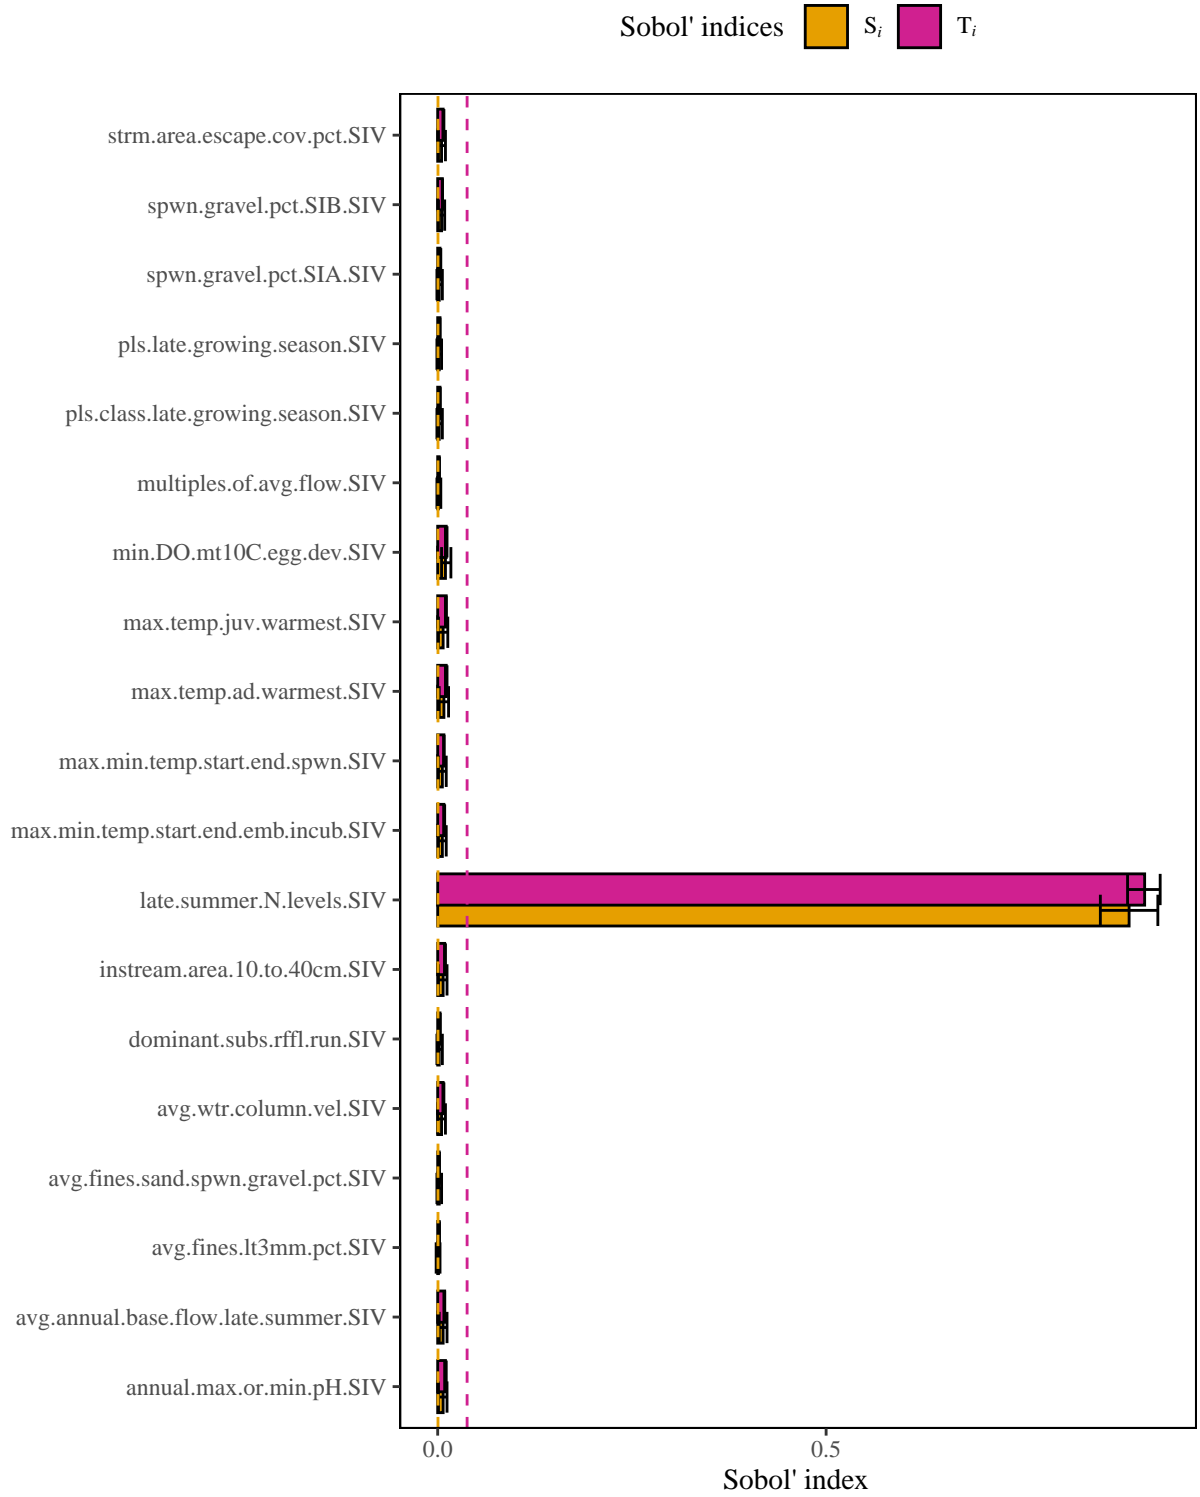 Sobol' indices Si Ti
strm.area.escape.cov.pct.SIV
spwn.gravel.pct.SIB.SIV
spwn.gravel.pct.SIA.SIV
pls.late.growing.season.SIV
pls.class.late.growing.season.SIV
multiples.of.avg.flow.SIV
min.DO.mt10C.egg.dev.SIV
max.temp.juv.warmest.SIV
max.temp.ad.warmest.SIV
max.min.temp.start.end.spwn.SIV
max.min.temp.start.end.emb.incub.SIV
late.summer.N.levels.SIV
instream.area.10.to.40cm.SIV
dominant.subs.rffl.run.SIV
avg.wtr.column.vel.SIV
avg.fines.sand.spwn.gravel.pct.SIV
avg.fines.lt3mm.pct.SIV
avg.annual.base.flow.late.summer.SIV
annual.max.or.min.pH.SIV
0.0 0.5
Sobol' index